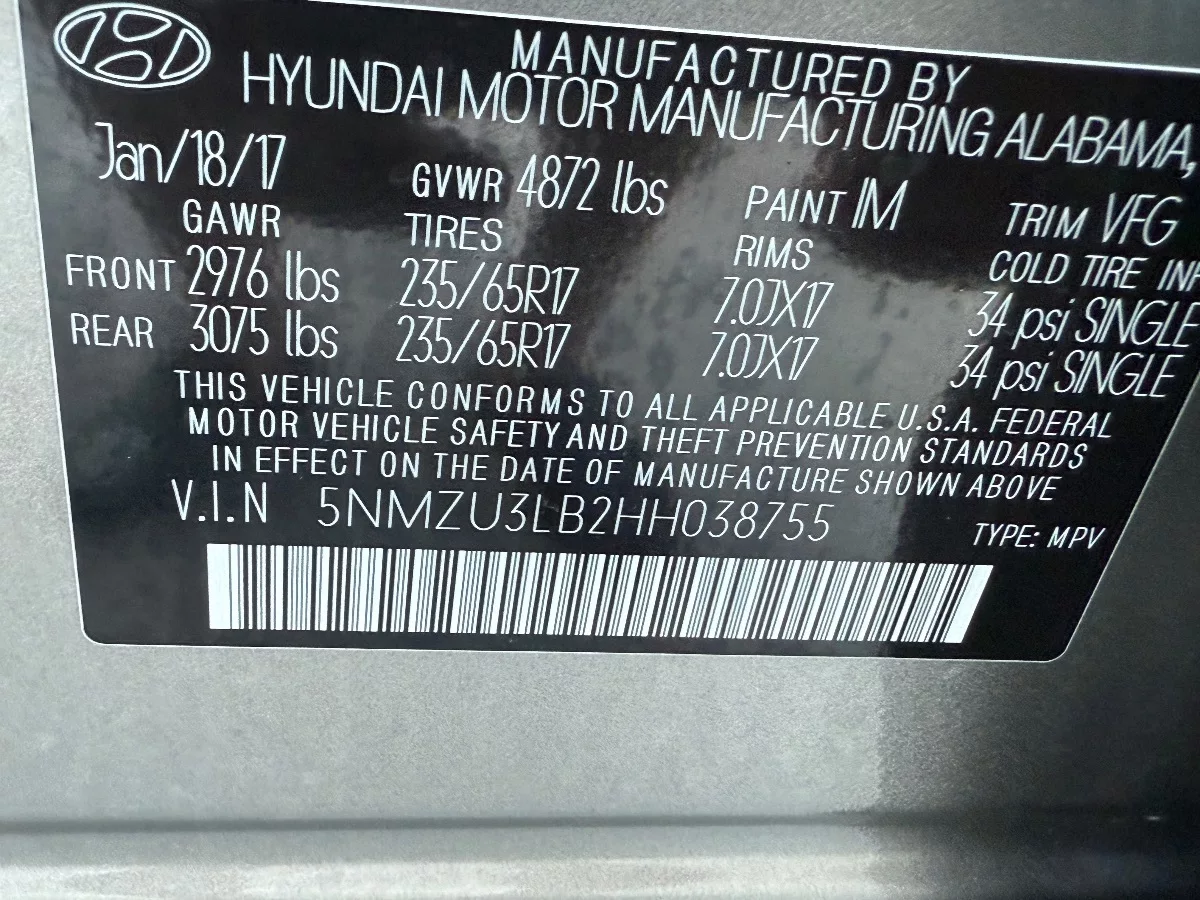 MANUFACTURED BY
HYUNDAI MOTOR MANUFACTURING ALABAMA,
Jan/18/17 GVWR 4872 lbs PAINT IM TRIM VFG
GAWR TIRES RIMS COLD TIRE
FRONT 2976 lbs 235/65R17 7.0JX17 34 psi SINGLE
REAR 3075 lbs 235/65R17 7.0JX17 34 psi SINGLE
THIS VEHICLE CONFORMS TO ALL APPLICABLE U.S.A. FEDERAL
MOTOR VEHICLE SAFETY AND THEFT PREVENTION STANDARDS
IN EFFECT ON THE DATE OF MANUFACTURE SHOWN ABOVE
V.I.N 5NMZU3LB2HH038755 TYPE: MPV